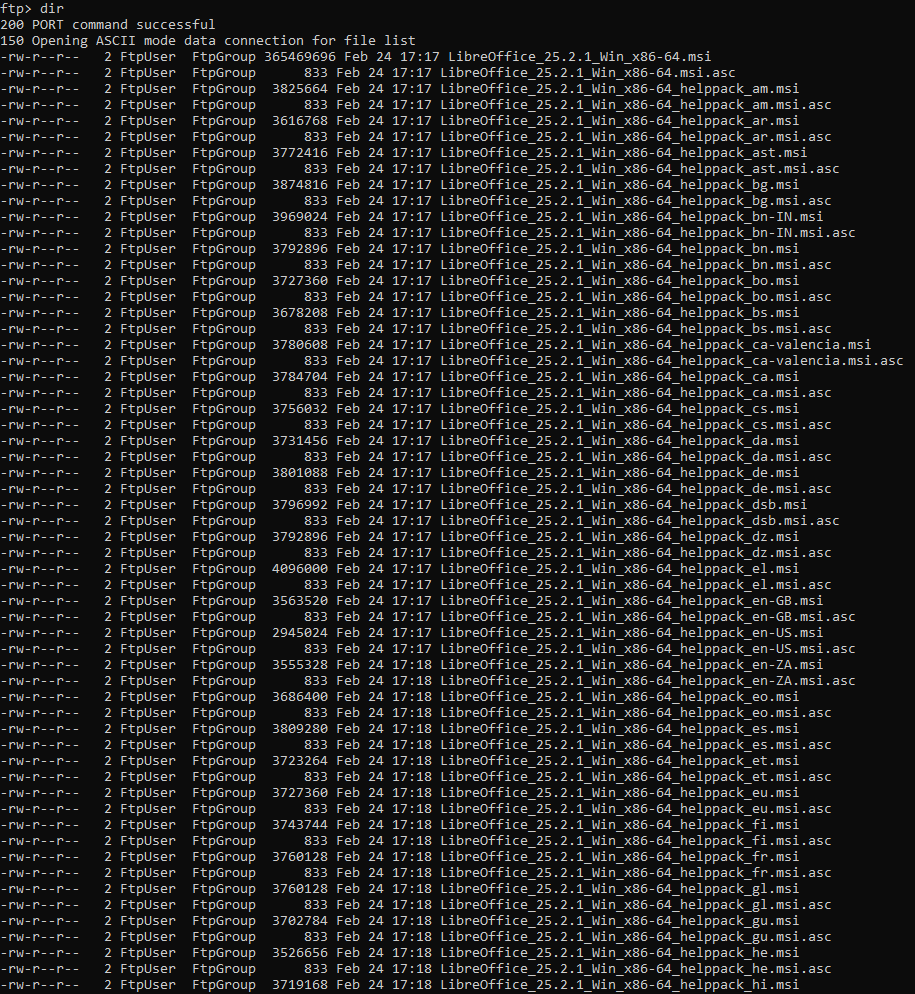 ftp> dir
200 PORT command successful
150 Opening ASCII mode data connection for file list
-rw-r--r--   2 FtpUser  FtpGroup 365469696 Feb 24 17:17 LibreOffice_25.2.1_Win_x86-64.msi
-rw-r--r--   2 FtpUser  FtpGroup      833 Feb 24 17:17 LibreOffice_25.2.1_Win_x86-64.msi.asc
-rw-r--r--   2 FtpUser  FtpGroup  3825664 Feb 24 17:17 LibreOffice_25.2.1_Win_x86-64_helppack_am.msi
-rw-r--r--   2 FtpUser  FtpGroup      833 Feb 24 17:17 LibreOffice_25.2.1_Win_x86-64_helppack_am.msi.asc
-rw-r--r--   2 FtpUser  FtpGroup  3616768 Feb 24 17:17 LibreOffice_25.2.1_Win_x86-64_helppack_ar.msi
-rw-r--r--   2 FtpUser  FtpGroup      833 Feb 24 17:17 LibreOffice_25.2.1_Win_x86-64_helppack_ar.msi.asc
-rw-r--r--   2 FtpUser  FtpGroup  3772416 Feb 24 17:17 LibreOffice_25.2.1_Win_x86-64_helppack_ast.msi
-rw-r--r--   2 FtpUser  FtpGroup      833 Feb 24 17:17 LibreOffice_25.2.1_Win_x86-64_helppack_ast.msi.asc
-rw-r--r--   2 FtpUser  FtpGroup  3874816 Feb 24 17:17 LibreOffice_25.2.1_Win_x86-64_helppack_bg.msi
-rw-r--r--   2 FtpUser  FtpGroup      833 Feb 24 17:17 LibreOffice_25.2.1_Win_x86-64_helppack_bg.msi.asc
-rw-r--r--   2 FtpUser  FtpGroup  3969024 Feb 24 17:17 LibreOffice_25.2.1_Win_x86-64_helppack_bn-IN.msi
-rw-r--r--   2 FtpUser  FtpGroup      833 Feb 24 17:17 LibreOffice_25.2.1_Win_x86-64_helppack_bn-IN.msi.asc
-rw-r--r--   2 FtpUser  FtpGroup  3792896 Feb 24 17:17 LibreOffice_25.2.1_Win_x86-64_helppack_bn.msi
-rw-r--r--   2 FtpUser  FtpGroup      833 Feb 24 17:17 LibreOffice_25.2.1_Win_x86-64_helppack_bn.msi.asc
-rw-r--r--   2 FtpUser  FtpGroup  3727360 Feb 24 17:17 LibreOffice_25.2.1_Win_x86-64_helppack_bo.msi
-rw-r--r--   2 FtpUser  FtpGroup      833 Feb 24 17:17 LibreOffice_25.2.1_Win_x86-64_helppack_bo.msi.asc
-rw-r--r--   2 FtpUser  FtpGroup  3678208 Feb 24 17:17 LibreOffice_25.2.1_Win_x86-64_helppack_bs.msi
-rw-r--r--   2 FtpUser  FtpGroup      833 Feb 24 17:17 LibreOffice_25.2.1_Win_x86-64_helppack_bs.msi.asc
-rw-r--r--   2 FtpUser  FtpGroup  3780608 Feb 24 17:17 LibreOffice_25.2.1_Win_x86-64_helppack_ca-valencia.msi
-rw-r--r--   2 FtpUser  FtpGroup      833 Feb 24 17:17 LibreOffice_25.2.1_Win_x86-64_helppack_ca-valencia.msi.asc
-rw-r--r--   2 FtpUser  FtpGroup  3784704 Feb 24 17:17 LibreOffice_25.2.1_Win_x86-64_helppack_ca.msi
-rw-r--r--   2 FtpUser  FtpGroup      833 Feb 24 17:17 LibreOffice_25.2.1_Win_x86-64_helppack_ca.msi.asc
-rw-r--r--   2 FtpUser  FtpGroup  3756032 Feb 24 17:17 LibreOffice_25.2.1_Win_x86-64_helppack_cs.msi
-rw-r--r--   2 FtpUser  FtpGroup      833 Feb 24 17:17 LibreOffice_25.2.1_Win_x86-64_helppack_cs.msi.asc
-rw-r--r--   2 FtpUser  FtpGroup  3731456 Feb 24 17:17 LibreOffice_25.2.1_Win_x86-64_helppack_da.msi
-rw-r--r--   2 FtpUser  FtpGroup      833 Feb 24 17:17 LibreOffice_25.2.1_Win_x86-64_helppack_da.msi.asc
-rw-r--r--   2 FtpUser  FtpGroup  3801088 Feb 24 17:17 LibreOffice_25.2.1_Win_x86-64_helppack_de.msi
-rw-r--r--   2 FtpUser  FtpGroup      833 Feb 24 17:17 LibreOffice_25.2.1_Win_x86-64_helppack_de.msi.asc
-rw-r--r--   2 FtpUser  FtpGroup  3796992 Feb 24 17:17 LibreOffice_25.2.1_Win_x86-64_helppack_dsb.msi
-rw-r--r--   2 FtpUser  FtpGroup      833 Feb 24 17:17 LibreOffice_25.2.1_Win_x86-64_helppack_dsb.msi.asc
-rw-r--r--   2 FtpUser  FtpGroup  3792896 Feb 24 17:17 LibreOffice_25.2.1_Win_x86-64_helppack_dz.msi
-rw-r--r--   2 FtpUser  FtpGroup      833 Feb 24 17:17 LibreOffice_25.2.1_Win_x86-64_helppack_dz.msi.asc
-rw-r--r--   2 FtpUser  FtpGroup  4096000 Feb 24 17:17 LibreOffice_25.2.1_Win_x86-64_helppack_el.msi
-rw-r--r--   2 FtpUser  FtpGroup      833 Feb 24 17:17 LibreOffice_25.2.1_Win_x86-64_helppack_el.msi.asc
-rw-r--r--   2 FtpUser  FtpGroup  3563520 Feb 24 17:17 LibreOffice_25.2.1_Win_x86-64_helppack_en-GB.msi
-rw-r--r--   2 FtpUser  FtpGroup      833 Feb 24 17:17 LibreOffice_25.2.1_Win_x86-64_helppack_en-GB.msi.asc
-rw-r--r--   2 FtpUser  FtpGroup  2945024 Feb 24 17:17 LibreOffice_25.2.1_Win_x86-64_helppack_en-US.msi
-rw-r--r--   2 FtpUser  FtpGroup      833 Feb 24 17:17 LibreOffice_25.2.1_Win_x86-64_helppack_en-US.msi.asc
-rw-r--r--   2 FtpUser  FtpGroup  3555328 Feb 24 17:18 LibreOffice_25.2.1_Win_x86-64_helppack_en-ZA.msi
-rw-r--r--   2 FtpUser  FtpGroup      833 Feb 24 17:18 LibreOffice_25.2.1_Win_x86-64_helppack_en-ZA.msi.asc
-rw-r--r--   2 FtpUser  FtpGroup  3686400 Feb 24 17:18 LibreOffice_25.2.1_Win_x86-64_helppack_eo.msi
-rw-r--r--   2 FtpUser  FtpGroup      833 Feb 24 17:18 LibreOffice_25.2.1_Win_x86-64_helppack_eo.msi.asc
-rw-r--r--   2 FtpUser  FtpGroup  3809280 Feb 24 17:18 LibreOffice_25.2.1_Win_x86-64_helppack_es.msi
-rw-r--r--   2 FtpUser  FtpGroup      833 Feb 24 17:18 LibreOffice_25.2.1_Win_x86-64_helppack_es.msi.asc
-rw-r--r--   2 FtpUser  FtpGroup  3723264 Feb 24 17:18 LibreOffice_25.2.1_Win_x86-64_helppack_et.msi
-rw-r--r--   2 FtpUser  FtpGroup      833 Feb 24 17:18 LibreOffice_25.2.1_Win_x86-64_helppack_et.msi.asc
-rw-r--r--   2 FtpUser  FtpGroup  3727360 Feb 24 17:18 LibreOffice_25.2.1_Win_x86-64_helppack_eu.msi
-rw-r--r--   2 FtpUser  FtpGroup      833 Feb 24 17:18 LibreOffice_25.2.1_Win_x86-64_helppack_eu.msi.asc
-rw-r--r--   2 FtpUser  FtpGroup  3743744 Feb 24 17:18 LibreOffice_25.2.1_Win_x86-64_helppack_fi.msi
-rw-r--r--   2 FtpUser  FtpGroup      833 Feb 24 17:18 LibreOffice_25.2.1_Win_x86-64_helppack_fi.msi.asc
-rw-r--r--   2 FtpUser  FtpGroup  3760128 Feb 24 17:18 LibreOffice_25.2.1_Win_x86-64_helppack_fr.msi
-rw-r--r--   2 FtpUser  FtpGroup      833 Feb 24 17:18 LibreOffice_25.2.1_Win_x86-64_helppack_fr.msi.asc
-rw-r--r--   2 FtpUser  FtpGroup  3760128 Feb 24 17:18 LibreOffice_25.2.1_Win_x86-64_helppack_gl.msi
-rw-r--r--   2 FtpUser  FtpGroup      833 Feb 24 17:18 LibreOffice_25.2.1_Win_x86-64_helppack_gl.msi.asc
-rw-r--r--   2 FtpUser  FtpGroup  3702784 Feb 24 17:18 LibreOffice_25.2.1_Win_x86-64_helppack_gu.msi
-rw-r--r--   2 FtpUser  FtpGroup      833 Feb 24 17:18 LibreOffice_25.2.1_Win_x86-64_helppack_gu.msi.asc
-rw-r--r--   2 FtpUser  FtpGroup  3526656 Feb 24 17:18 LibreOffice_25.2.1_Win_x86-64_helppack_he.msi
-rw-r--r--   2 FtpUser  FtpGroup      833 Feb 24 17:18 LibreOffice_25.2.1_Win_x86-64_helppack_he.msi.asc
-rw-r--r--   2 FtpUser  FtpGroup  3719168 Feb 24 17:18 LibreOffice_25.2.1_Win_x86-64_helppack_hi.msi